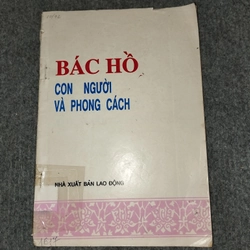 BÁC HỒ
CON NGƯỜI
VÀ PHONG CÁCH
NHÀ XUẤT BẢN LAO ĐỘNG